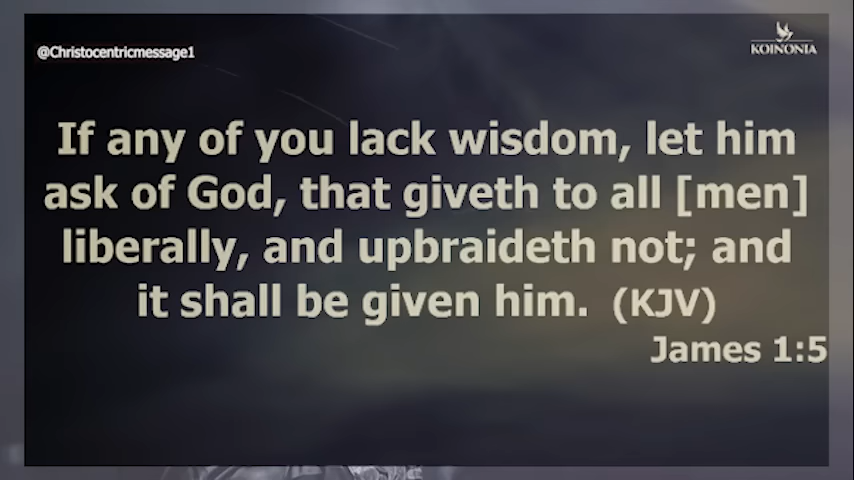 @Christocentricmessage1
KOINONIA
If any of you lack wisdom, let him
ask of God, that giveth to all [men]
liberally, and upbraideth not; and
it shall be given him. (KJV)
James 1:5